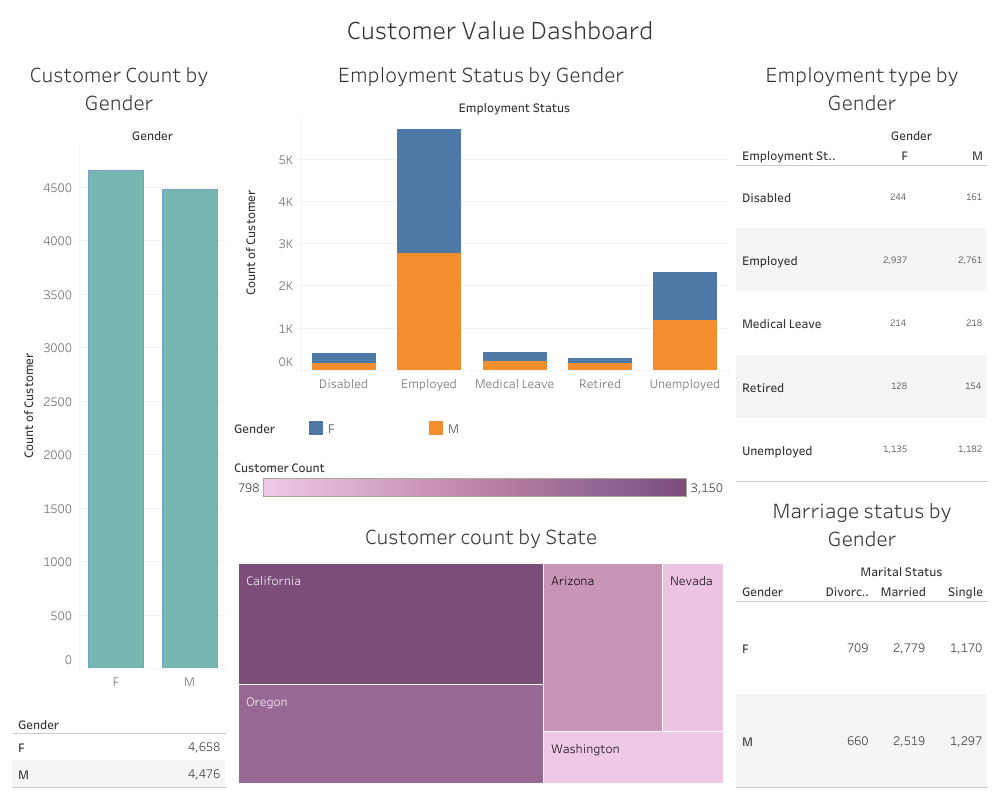 Customer Value Dashboard
Customer Count by
Gender
Gender
Count of Customer
4500
4000
3500
3000
2500
2000
1500
1000
500
0
F M
Gender
F 4,658
M 4,476
Employment Status by Gender
Employment Status
Count of Customer
5K
4K
3K
2K
1K
0K
Disabled Employed Medical Leave Retired Unemployed
Gender F M
Customer Count
798 3,150
Customer count by State
California
Oregon
Arizona
Nevada
Washington
Employment type by
Gender
Gender
Employment St.. F M
Disabled 244 161
Employed 2,937 2,761
Medical Leave 214 218
Retired 128 154
Unemployed 1,135 1,182
Marriage status by
Gender
Marital Status
Gender Divorc.. Married Single
F 709 2,779 1,170
M 660 2,519 1,297